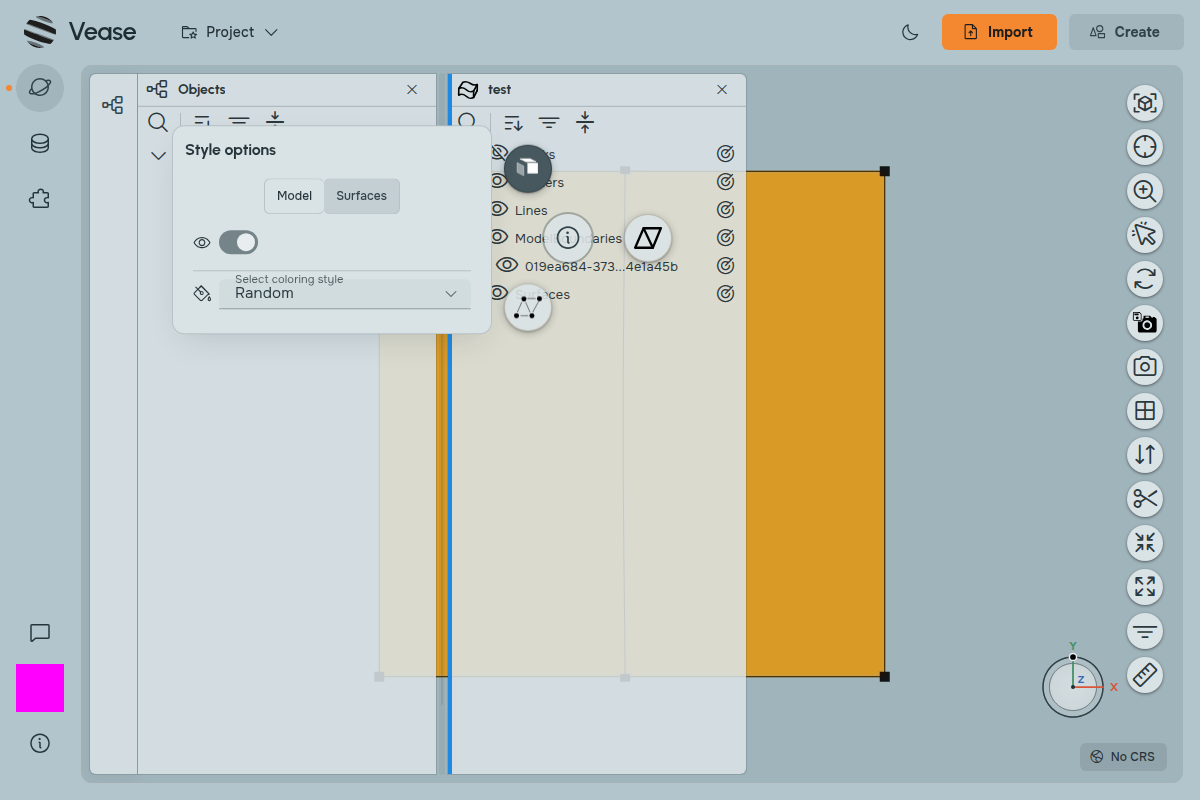 Vease
Project
Import
Create
Objects
test
Style options
Model
Surfaces
Lines
019ea684-373...4e1a45b
Surfaces
Select coloring style
Random
Y
Z
X
No CRS